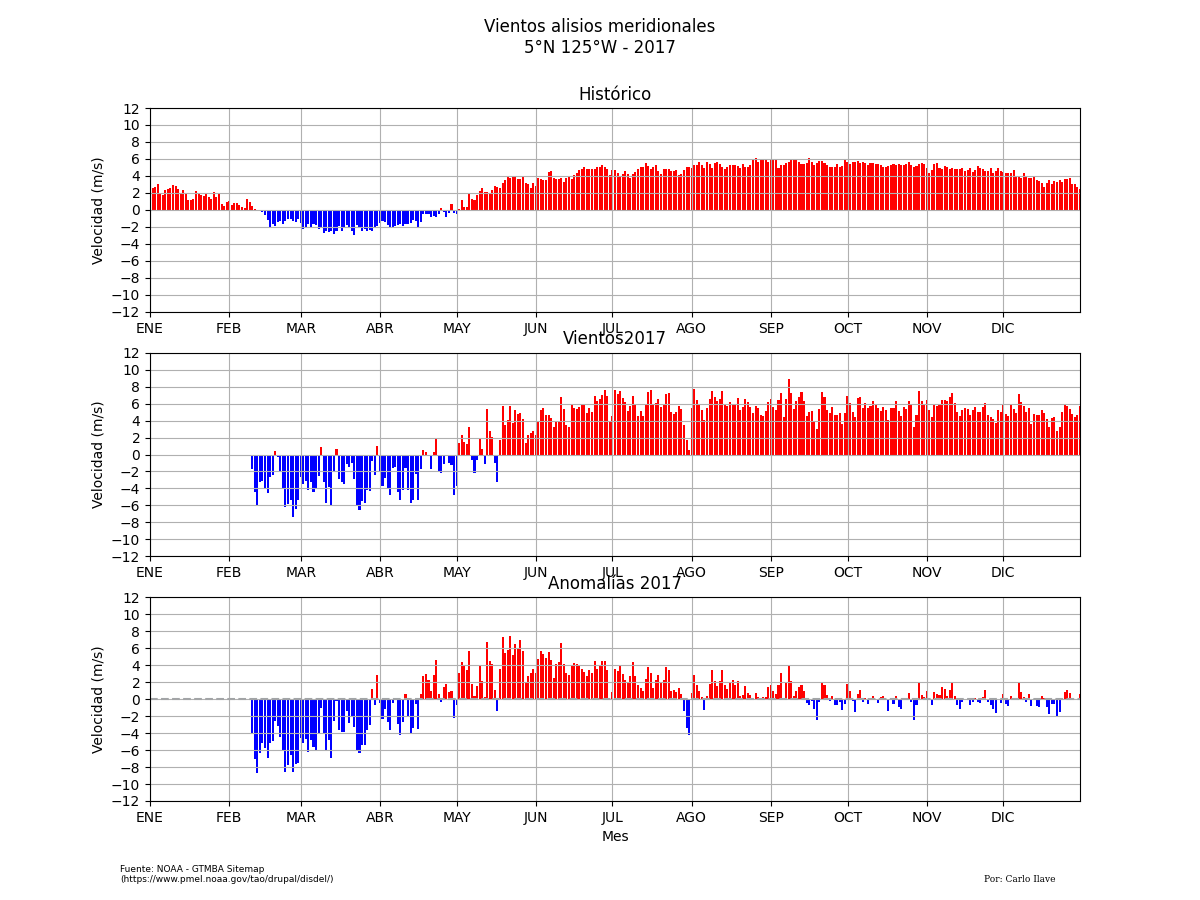 Vientos alisios meridionales
5°N 125°W - 2017
Histórico
12
10
8
6
4
2
0
−2
−4
−6
−8
−10
−12
Velocidad (m/s)
ENE FEB MAR ABR MAY JUN JUL AGO SEP OCT NOV DIC
Vientos2017
12
10
8
6
4
2
0
−2
−4
−6
−8
−10
−12
Velocidad (m/s)
ENE FEB MAR ABR MAY JUN JUL AGO SEP OCT NOV DIC
Anomalías 2017
12
10
8
6
4
2
0
−2
−4
−6
−8
−10
−12
Velocidad (m/s)
ENE FEB MAR ABR MAY JUN JUL AGO SEP OCT NOV DIC
Mes
Fuente: NOAA - GTMBA Sitemap
(https://www.pmel.noaa.gov/tao/drupal/disdel/)
Por: Carlo Ilave